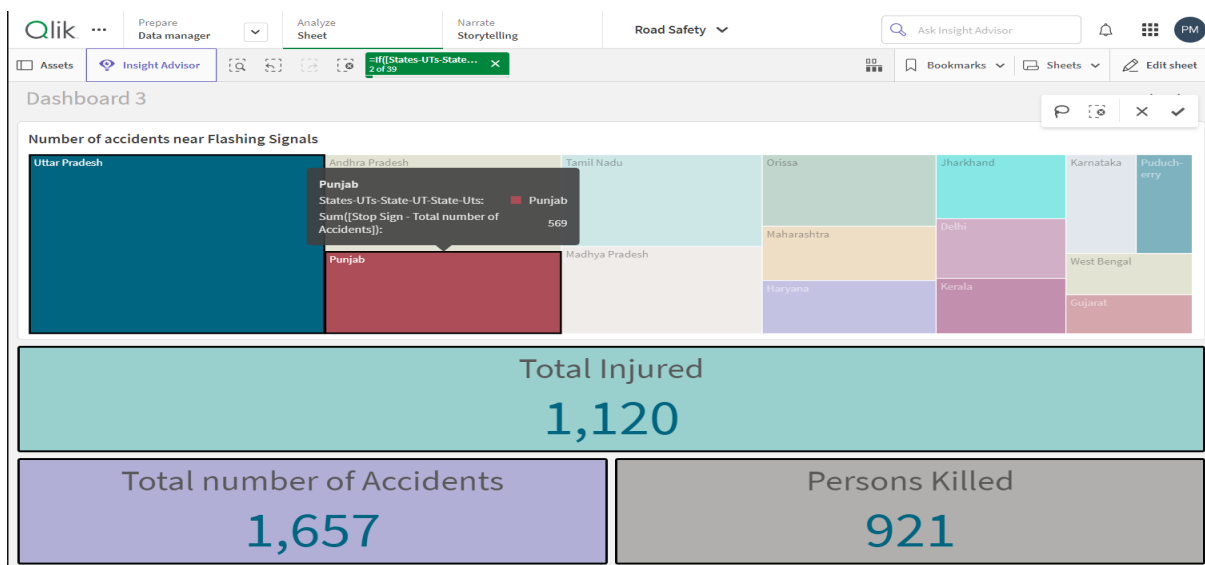 Qlik
Prepare
Data manager
Analyze
Sheet
Narrate
Storytelling
Road Safety
Ask Insight Advisor
PM
Assets
Insight Advisor
=If([States-UTs-State...
2 of 39
Bookmarks
Sheets
Edit sheet
Dashboard 3
Number of accidents near Flashing Signals
Uttar Pradesh
Andhra Pradesh
Tamil Nadu
Orissa
Jharkhand
Karnataka
Puduch-
erry
Punjab
States-UTs-State-UT-State-Uts: Punjab
Sum([Stop Sign - Total number of
Accidents]): 569
Maharashtra
Delhi
Punjab
Madhya Pradesh
West Bengal
Haryana
Kerala
Gujarat
Total Injured
1,120
Total number of Accidents
1,657
Persons Killed
921